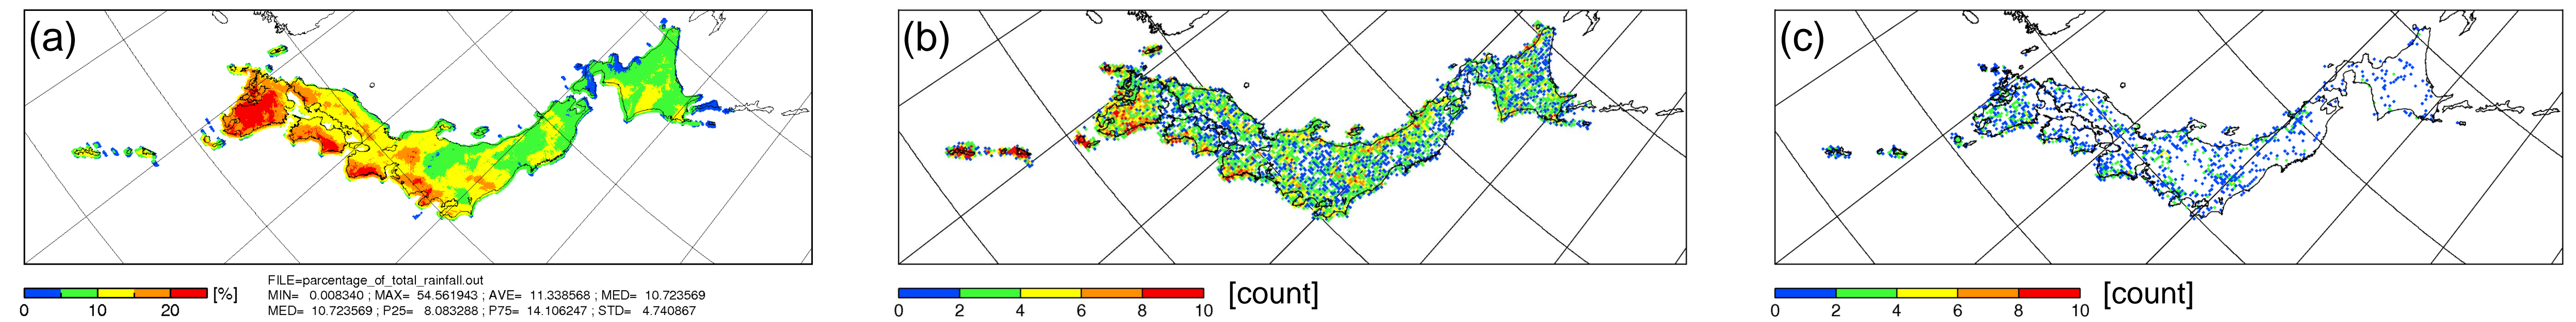 (a)
(b)
(c)
[%]
0 10 20
FILE=parcentage_of_total_rainfall.out
MIN= 0.008340 ; MAX= 54.561943 ; AVE= 11.338568 ; MED= 10.723569
MED= 10.723569 ; P25= 8.083288 ; P75= 14.106247 ; STD= 4.740867
[count]
0 2 4 6 8 10
[count]
0 2 4 6 8 10